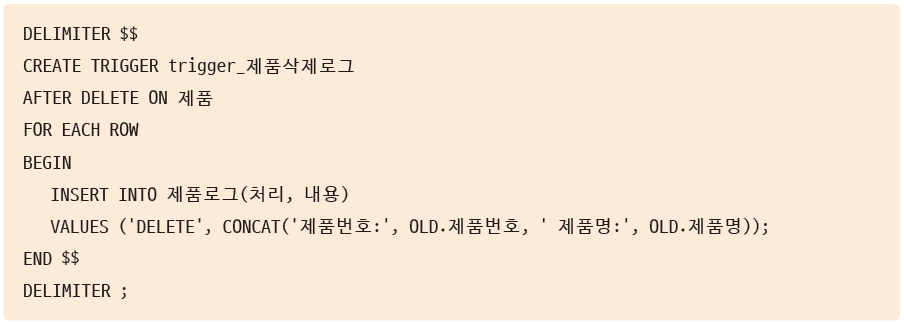 DELIMITER $$
CREATE TRIGGER trigger_제품삭제로그
AFTER DELETE ON 제품
FOR EACH ROW
BEGIN
INSERT INTO 제품로그(처리, 내용)
VALUES ('DELETE', CONCAT('제품번호:', OLD.제품번호, ' 제품명:', OLD.제품명));
END $$
DELIMITER ;